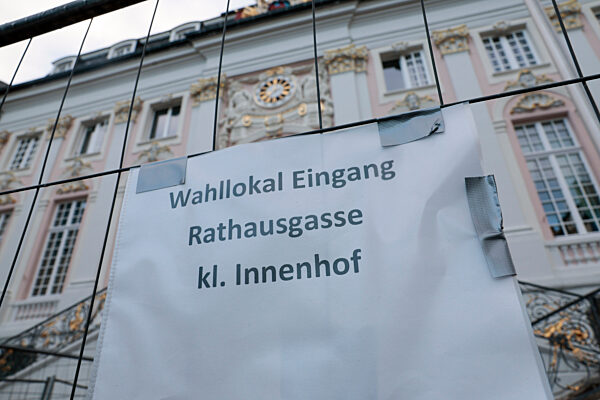 Wahllokal Eingang
Rathausgasse
kl. Innenhof